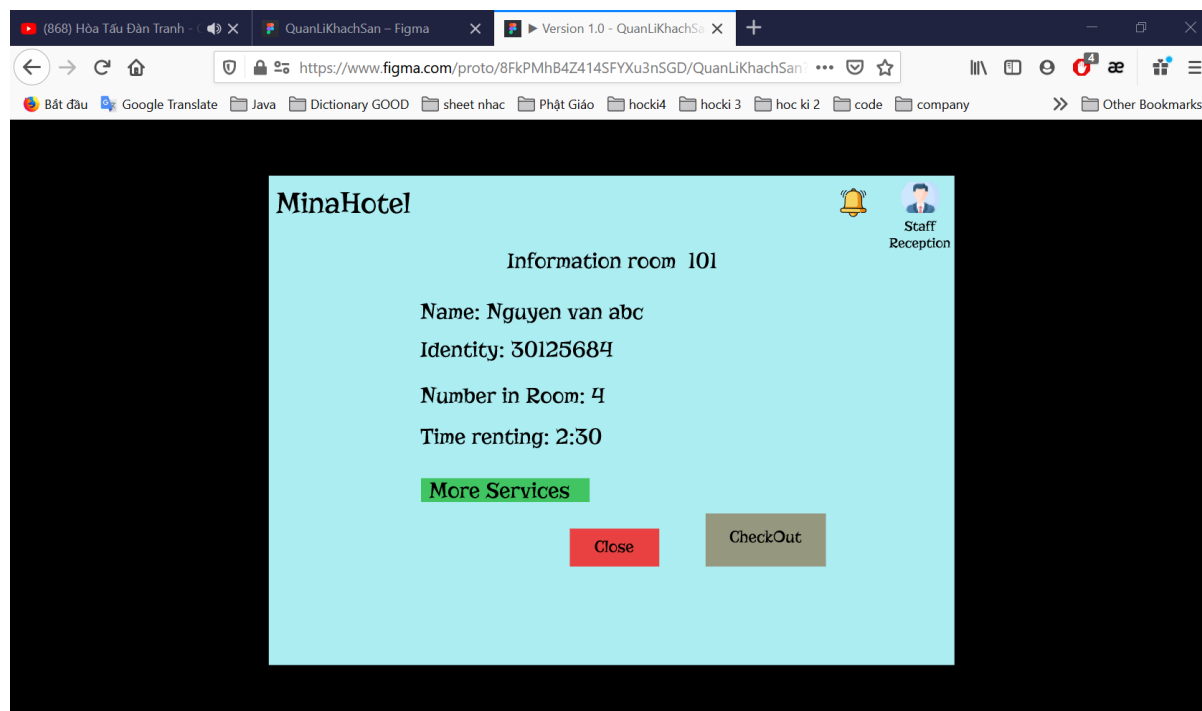 (868) Hòa Tấu Đàn Tranh -
QuanLiKhachSan – Figma
Version 1.0 - QuanLiKhachSa
https://www.figma.com/proto/8FkPMhB4Z414SFYXu3nSGD/QuanLiKhachSan?
4
Bắt đầu
Google Translate
Java
Dictionary GOOD
sheet nhac
Phật Giáo
hocki4
hocki 3
hoc ki 2
code
company
Other Bookmarks
MinaHotel
Staff
Reception
Information room 101
Name: Nguyen van abc
Identity: 30125684
Number in Room: 4
Time renting: 2:30
More Services
Close
CheckOut